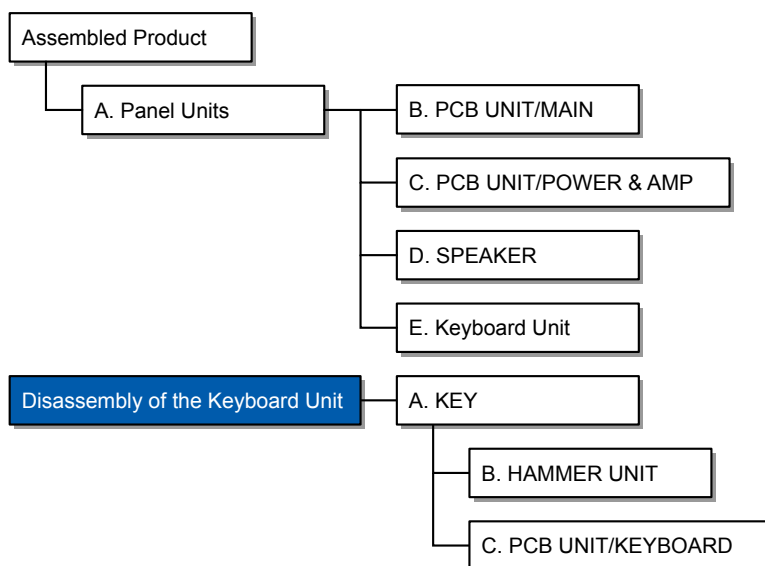 Assembled Product
A. Panel Units
B. PCB UNIT/MAIN
C. PCB UNIT/POWER & AMP
D. SPEAKER
E. Keyboard Unit
Disassembly of the Keyboard Unit
A. KEY
B. HAMMER UNIT
C. PCB UNIT/KEYBOARD